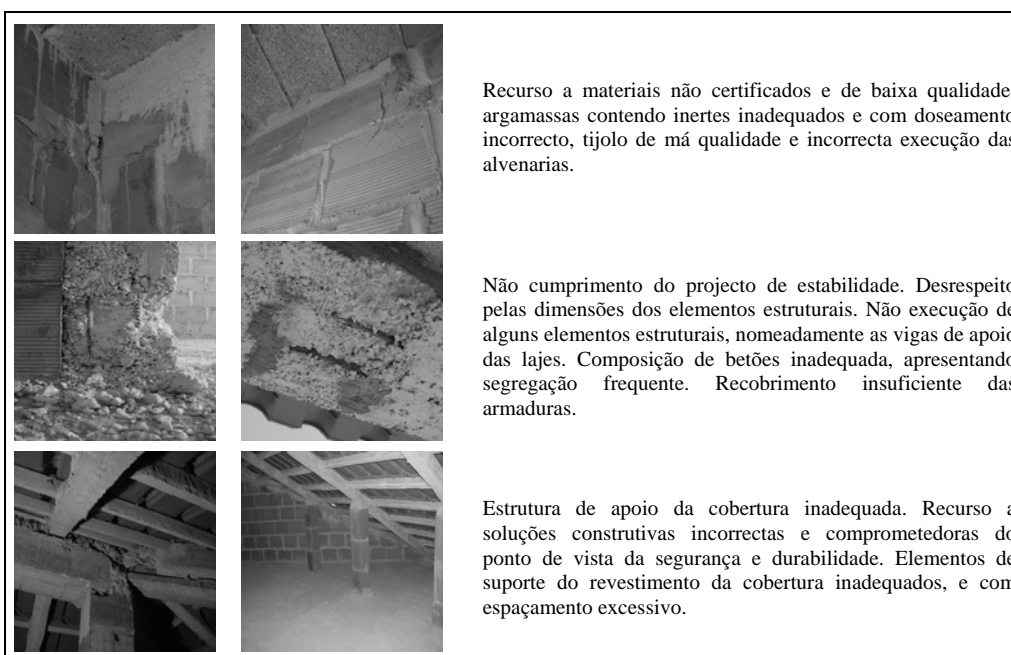 Recurso a materiais não certificados e de baixa qualidade
argamassas contendo inertes inadequados e com doseamento
incorrecto, tijolo de má qualidade e incorrecta execução das
alvenarias.
Não cumprimento do projecto de estabilidade. Desrespeito
pelas dimensões dos elementos estruturais. Não execução de
alguns elementos estruturais, nomeadamente as vigas de apoio
das lajes. Composição de betões inadequada, apresentando
segregação frequente. Recobrimento insuficiente das
armaduras.
Estrutura de apoio da cobertura inadequada. Recurso a
soluções construtivas incorrectas e comprometedoras do
ponto de vista da segurança e durabilidade. Elementos de
suporte do revestimento da cobertura inadequados, e com
espaçamento excessivo.